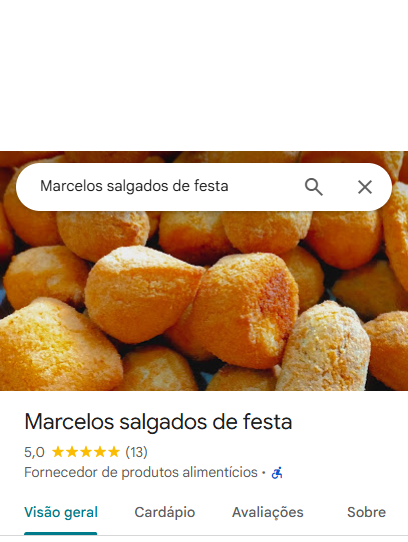 Marcelos salgados de festa
Marcelos salgados de festa
5,0 (13)
Fornecedor de produtos alimentícios ·
Visão geral Cardápio Avaliações Sobre